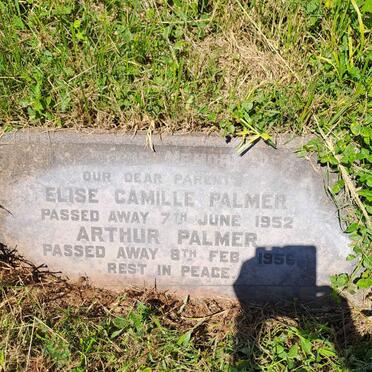 OUR DEAR PARENTS
ELISE CAMILLE PALMER
PASSED AWAY 7TH JUNE 1952
ARTHUR PALMER
PASSED AWAY 8TH FEB 1956
REST IN PEACE